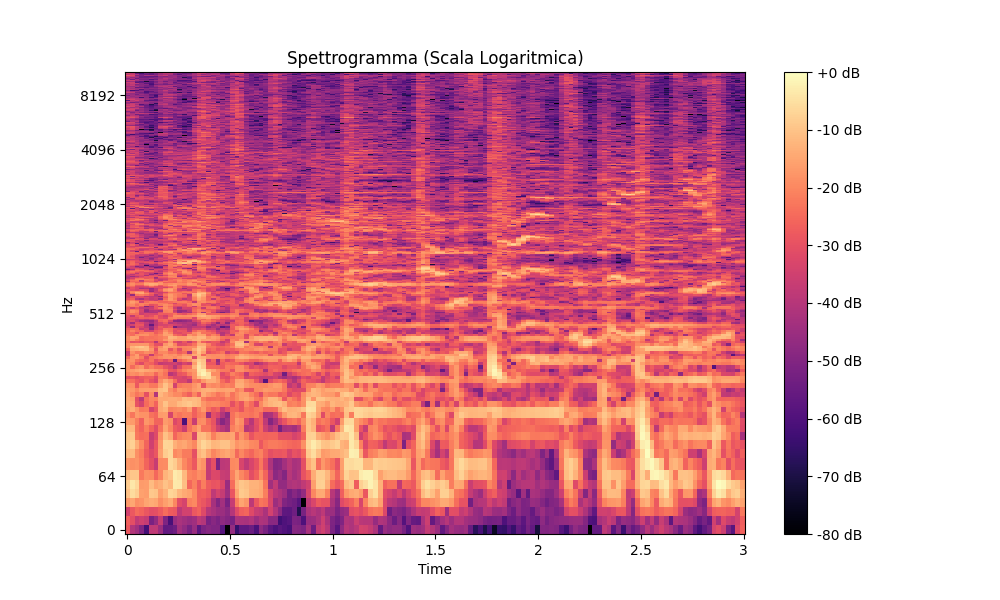 Spettrogramma (Scala Logaritmica)
Hz
8192
4096
2048
1024
512
256
128
64
0
0 0.5 1 1.5 2 2.5 3
Time
+0 dB
-10 dB
-20 dB
-30 dB
-40 dB
-50 dB
-60 dB
-70 dB
-80 dB